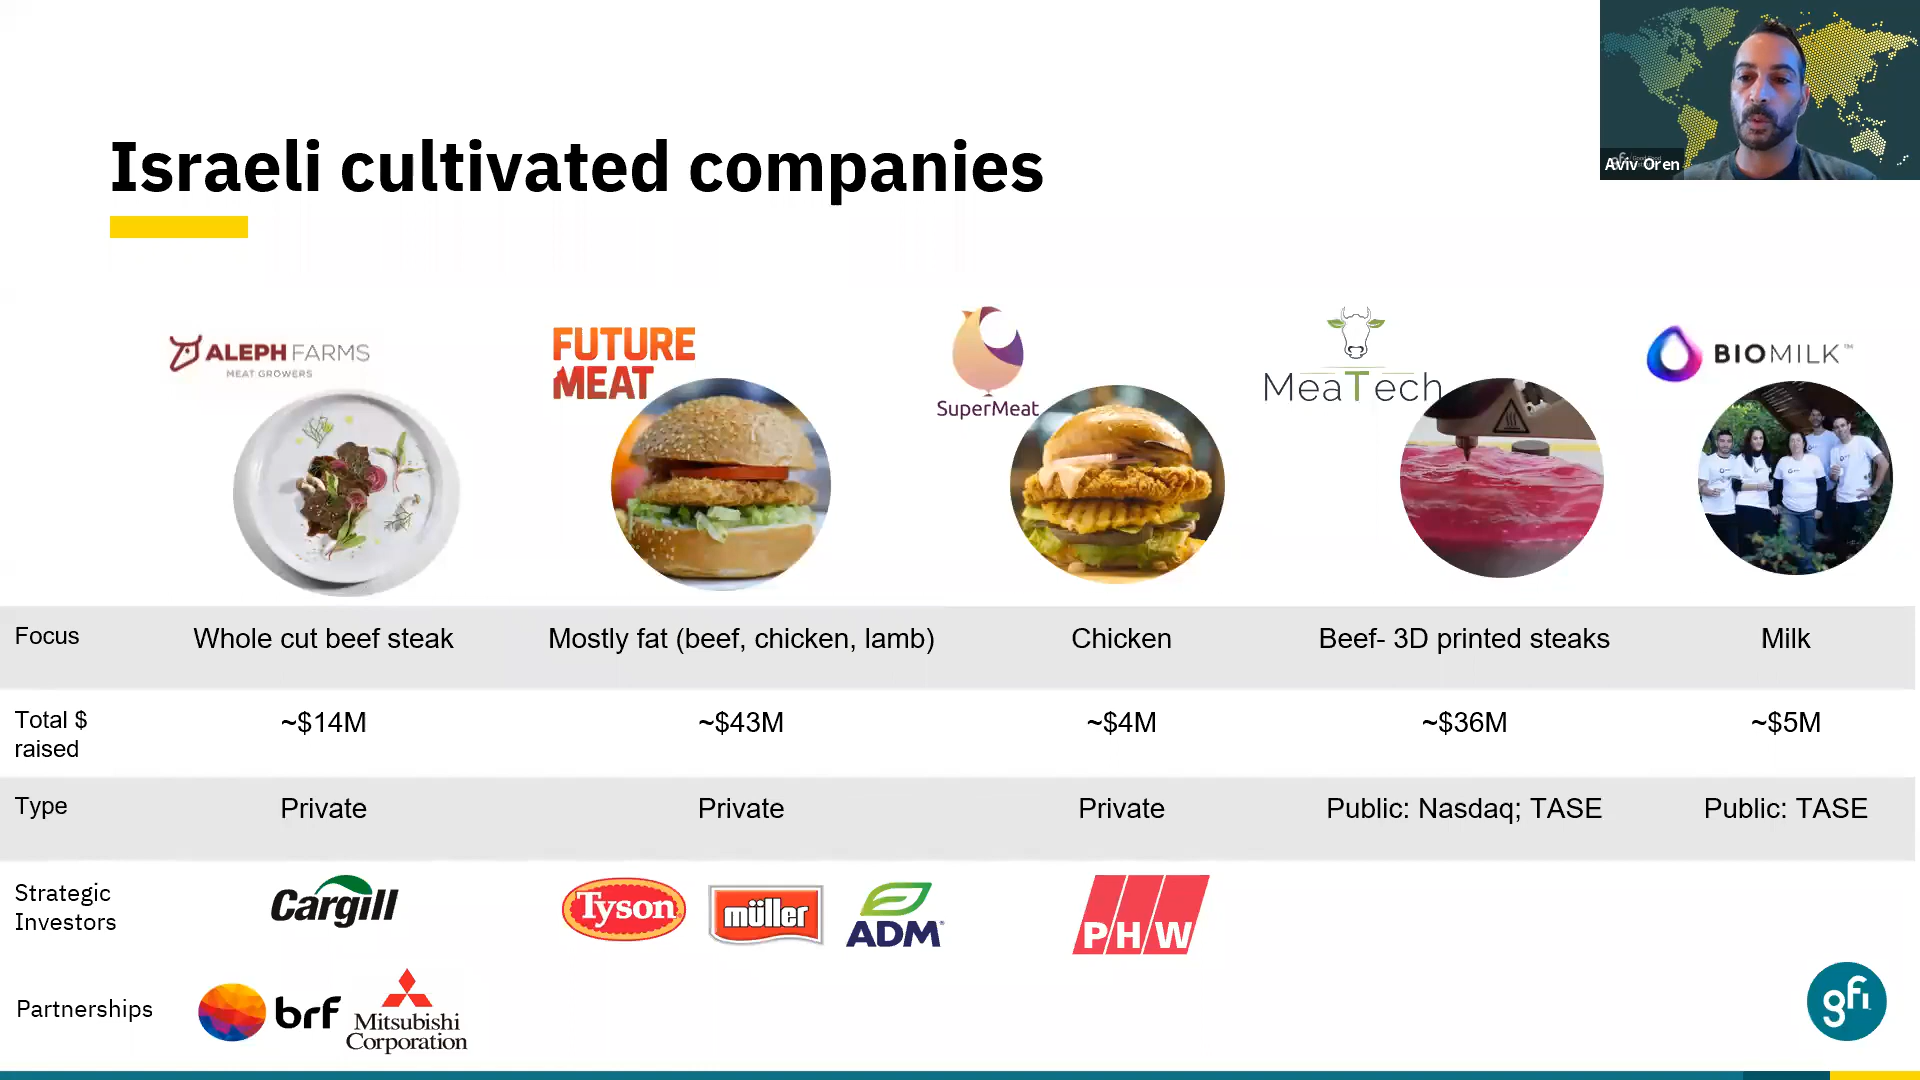 Aviv Oren
Israeli cultivated companies
ALEPH FARMS
MEAT GROWERS
FUTURE
MEAT
SuperMeat
MeaTech
BIOMILK™
Focus
Whole cut beef steak
Mostly fat (beef, chicken, lamb)
Chicken
Beef- 3D printed steaks
Milk
Total $
raised
~$14M
~$43M
~$4M
~$36M
~$5M
Type
Private
Private
Private
Public: Nasdaq; TASE
Public: TASE
Strategic
Investors
Cargill
Tyson
müller
ADM
PHW
Partnerships
brf
Mitsubishi
Corporation
gfi